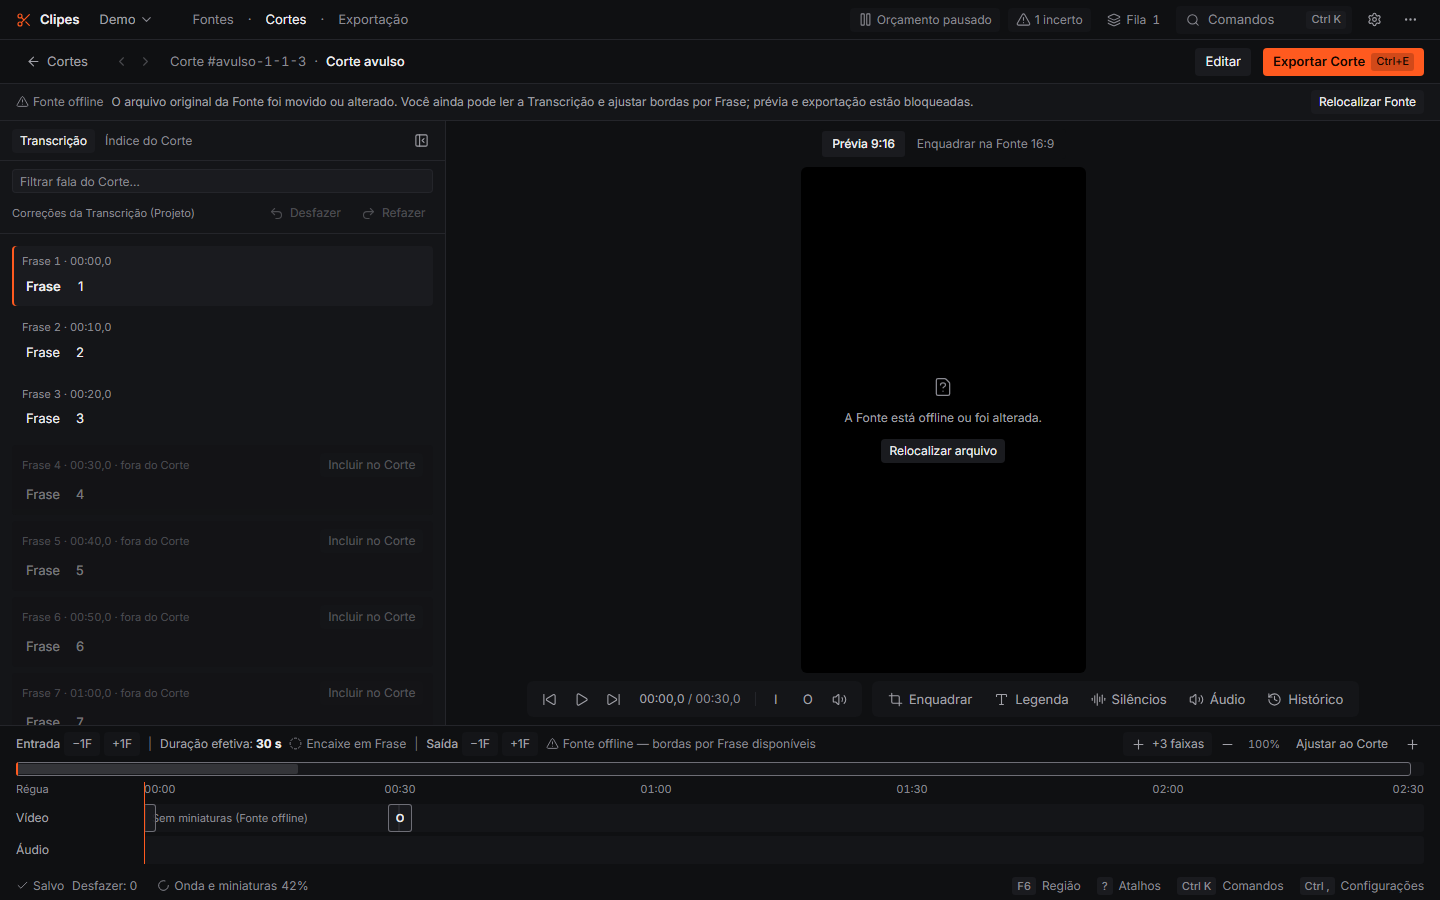 Clipes Demo Fontes · Cortes · Exportação Orçamento pausado 1 incerto Fila 1 Comandos Ctrl K
Cortes Corte #avulso-1-1-3 · Corte avulso Editar Exportar Corte Ctrl+E
Fonte offline O arquivo original da Fonte foi movido ou alterado. Você ainda pode ler a Transcrição e ajustar bordas por Frase; prévia e exportação estão bloqueadas. Relocalizar Fonte
Transcrição Índice do Corte
Prévia 9:16 Enquadrar na Fonte 16:9
Filtrar fala do Corte...
Correções da Transcrição (Projeto) Desfazer Refazer
Frase 1 · 00:00,0
Frase 1
Frase 2 · 00:10,0
Frase 2
Frase 3 · 00:20,0
Frase 3
Frase 4 · 00:30,0 · fora do Corte Incluir no Corte
Frase 4
Frase 5 · 00:40,0 · fora do Corte Incluir no Corte
Frase 5
Frase 6 · 00:50,0 · fora do Corte Incluir no Corte
Frase 6
Frase 7 · 01:00,0 · fora do Corte Incluir no Corte
Frase 7
A Fonte está offline ou foi alterada.
Relocalizar arquivo
00:00,0 / 00:30,0 I O Enquadrar Legenda Silêncios Áudio Histórico
Entrada −1F +1F Duração efetiva: 30 s Encaixe em Frase Saída −1F +1F Fonte offline — bordas por Frase disponíveis +3 faixas 100% Ajustar ao Corte
Régua 00:00 00:30 01:00 01:30 02:00 02:30
Vídeo Sem miniaturas (Fonte offline) O
Áudio
Salvo Desfazer: 0 Onda e miniaturas 42% F6 Região ? Atalhos Ctrl K Comandos Ctrl , Configurações